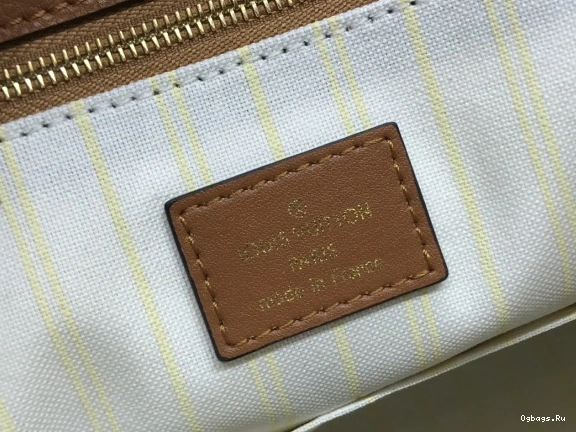 ®
LOUIS VUITTON
PARIS
made in France
Ogbags.Ru